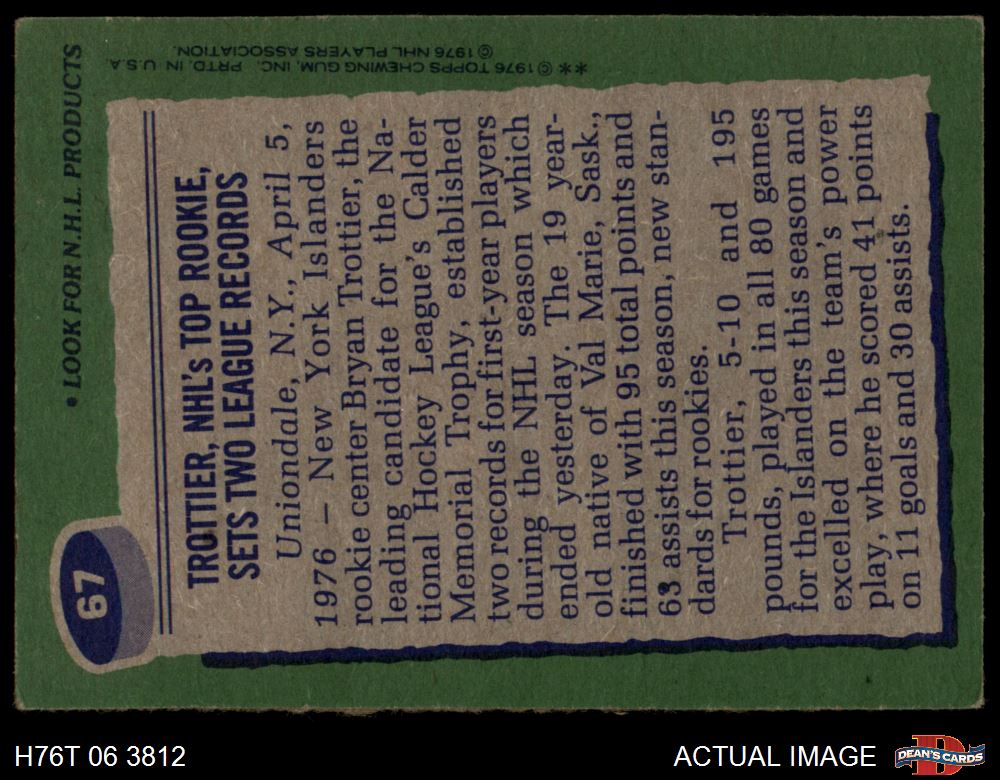 67
• LOOK FOR N.H.L. PRODUCTS
TROTTIER, NHL's TOP ROOKIE,
SETS TWO LEAGUE RECORDS
Uniondale, N.Y., April 5,
1976 — New York Islanders
rookie center Bryan Trottier, the
leading candidate for the Na-
tional Hockey League's Calder
Memorial Trophy, established
two records for first-year players
during the NHL season which
ended yesterday. The 19 year-
old native of Val Marie, Sask.,
finished with 95 total points and
63 assists this season, new stan-
dards for rookies.
Trottier, 5-10 and 195
pounds, played in all 80 games
for the Islanders this season and
excelled on the team's power
play, where he scored 41 points
on 11 goals and 30 assists.
**© 1976 TOPPS CHEWING GUM, INC. PRTD. IN U.S.A.
© 1976 NHL PLAYERS ASSOCIATION.
H76T 06 3812
ACTUAL IMAGE
D
DEAN'S CARDS